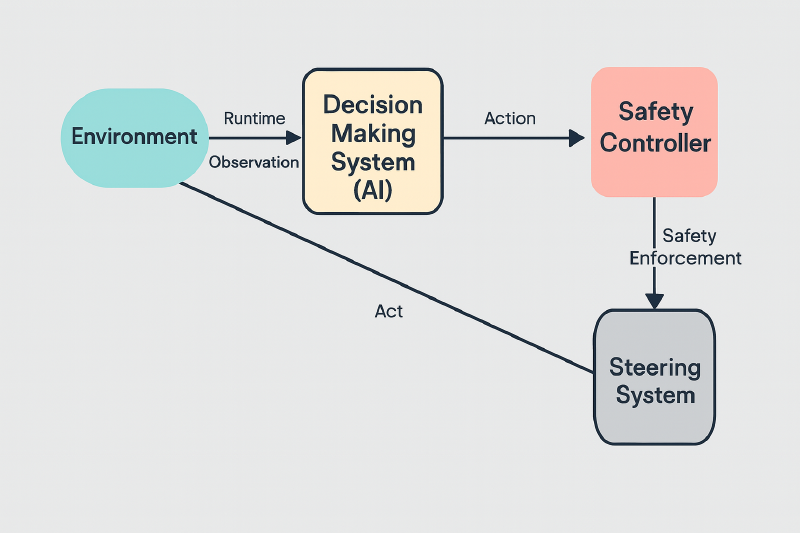 Environment
Runtime
Observation
Decision
Making
System
(AI)
Action
Safety
Controller
Safety
Enforcement
Act
Steering
System